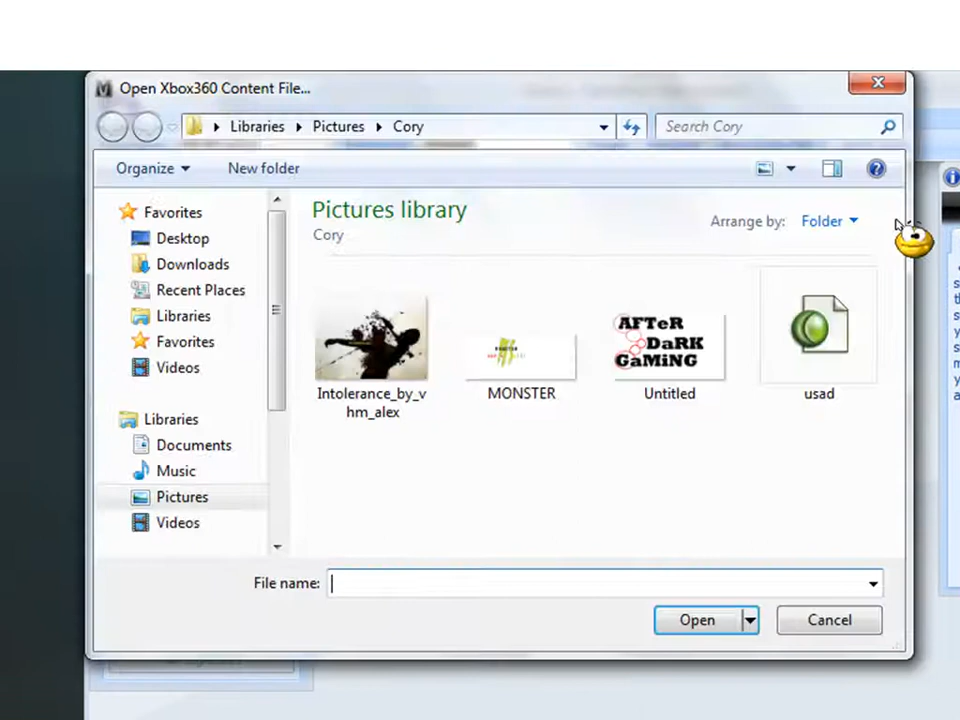 Open Xbox360 Content File...
Libraries Pictures Cory
Search Cory
Organize New folder
Favorites
Desktop
Downloads
Recent Places
Libraries
Favorites
Videos
Libraries
Documents
Music
Pictures
Videos
Pictures library
Cory
Arrange by: Folder
AFTeR
DaRK
GaMiNG
Intolerance_by_v
hm_alex
MONSTER
Untitled
usad
File name:
Open Cancel